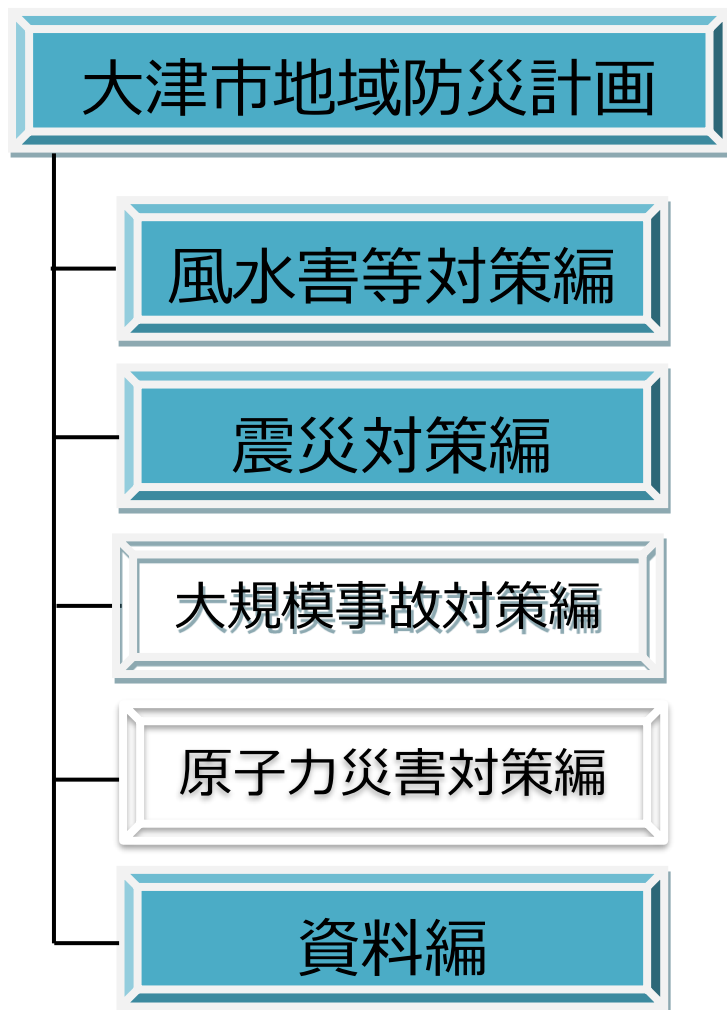 大津市地域防災計画
風水害等対策編
震災対策編
大規模事故対策編
原子力災害対策編
資料編